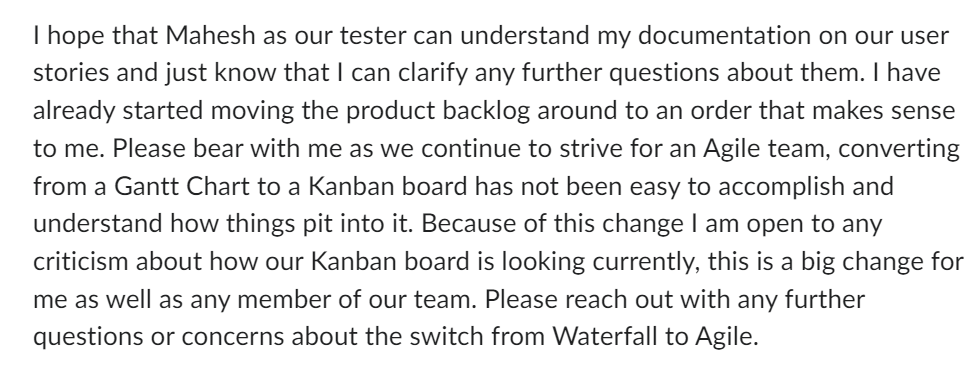 I hope that Mahesh as our tester can understand my documentation on our user
stories and just know that I can clarify any further questions about them. I have
already started moving the product backlog around to an order that makes sense
to me. Please bear with me as we continue to strive for an Agile team, converting
from a Gantt Chart to a Kanban board has not been easy to accomplish and
understand how things pit into it. Because of this change I am open to any
criticism about how our Kanban board is looking currently, this is a big change for
me as well as any member of our team. Please reach out with any further
questions or concerns about the switch from Waterfall to Agile.